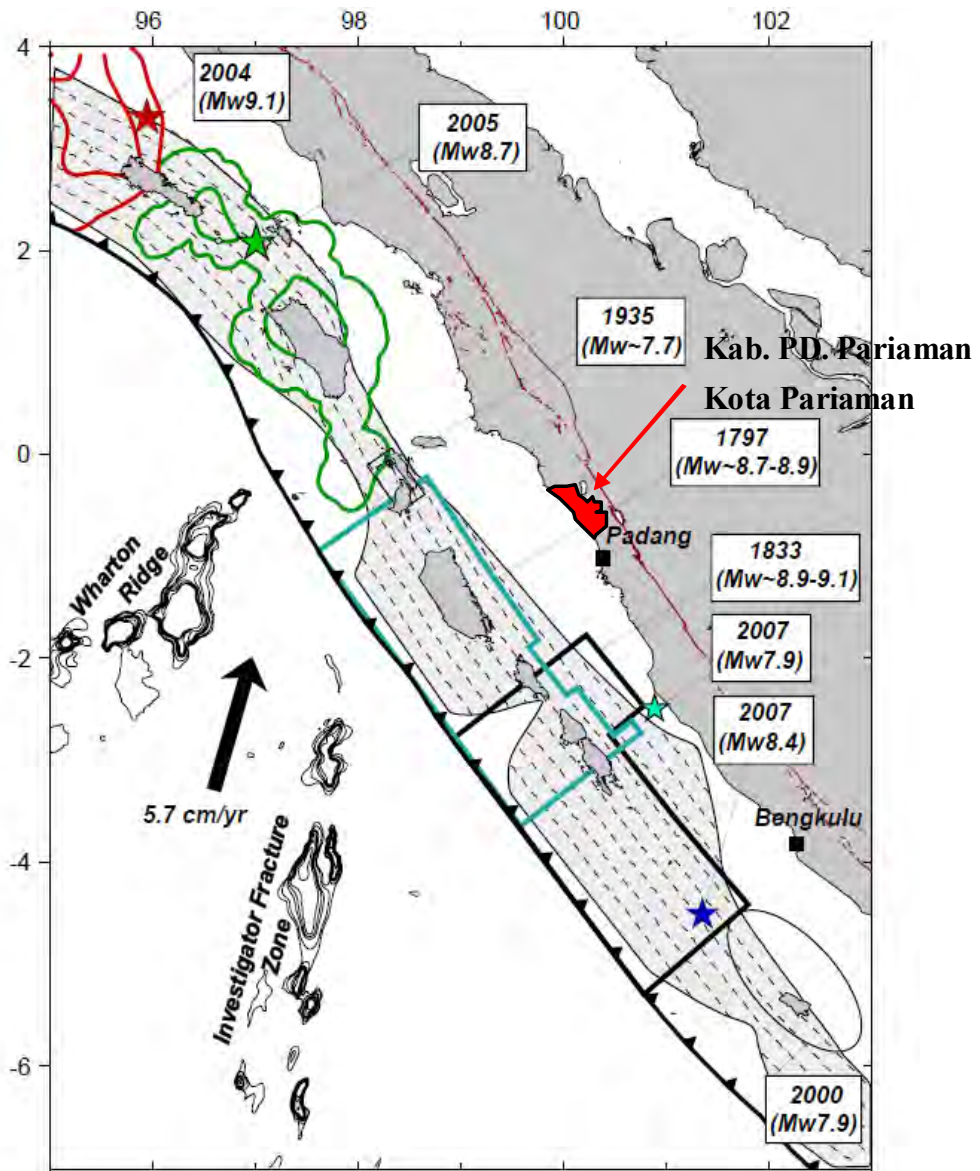 96 98 100 102
4
2004
(Mw9.1)
2005
(Mw8.7)
2
1935
(Mw~7.7)
Kab. PD. Pariaman
Kota Pariaman
1797
(Mw~8.7-8.9)
0
Padang
Wharton
Ridge
1833
(Mw~8.9-9.1)
2007
(Mw7.9)
-2
2007
(Mw8.4)
5.7 cm/yr
Bengkulu
-4
Investigator Fracture
Zone
-6
2000
(Mw7.9)